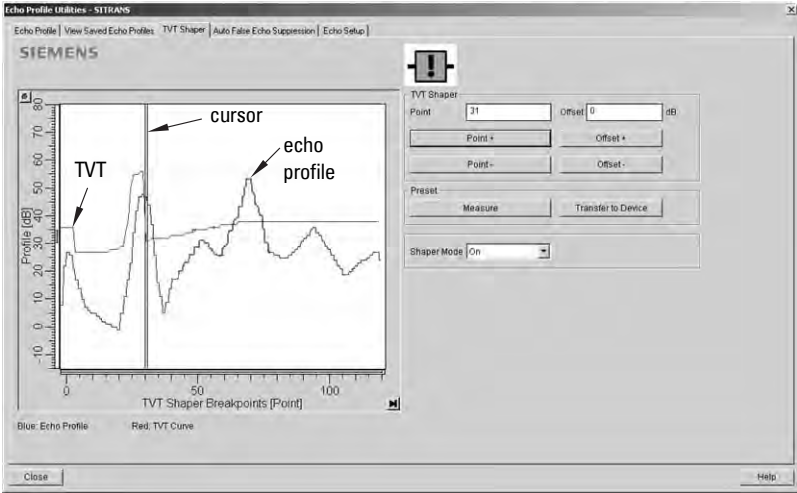 Echo Profile Utilities - SITRANS
Echo Profile | View Saved Echo Profiles | TVT Shaper | Auto False Echo Suppression | Echo Setup
SIEMENS
TVT Shaper
Point 31 Offset 0 dB
Point + Offset +
Point - Offset -
Preset
Measure Transfer to Device
Shaper Mode On
cursor
echo
profile
TVT
Profile [dB]
80
70
60
50
40
30
20
10
0
-10
0 50 100
TVT Shaper Breakpoints [Point]
Blue: Echo Profile Red: TVT Curve
Close Help